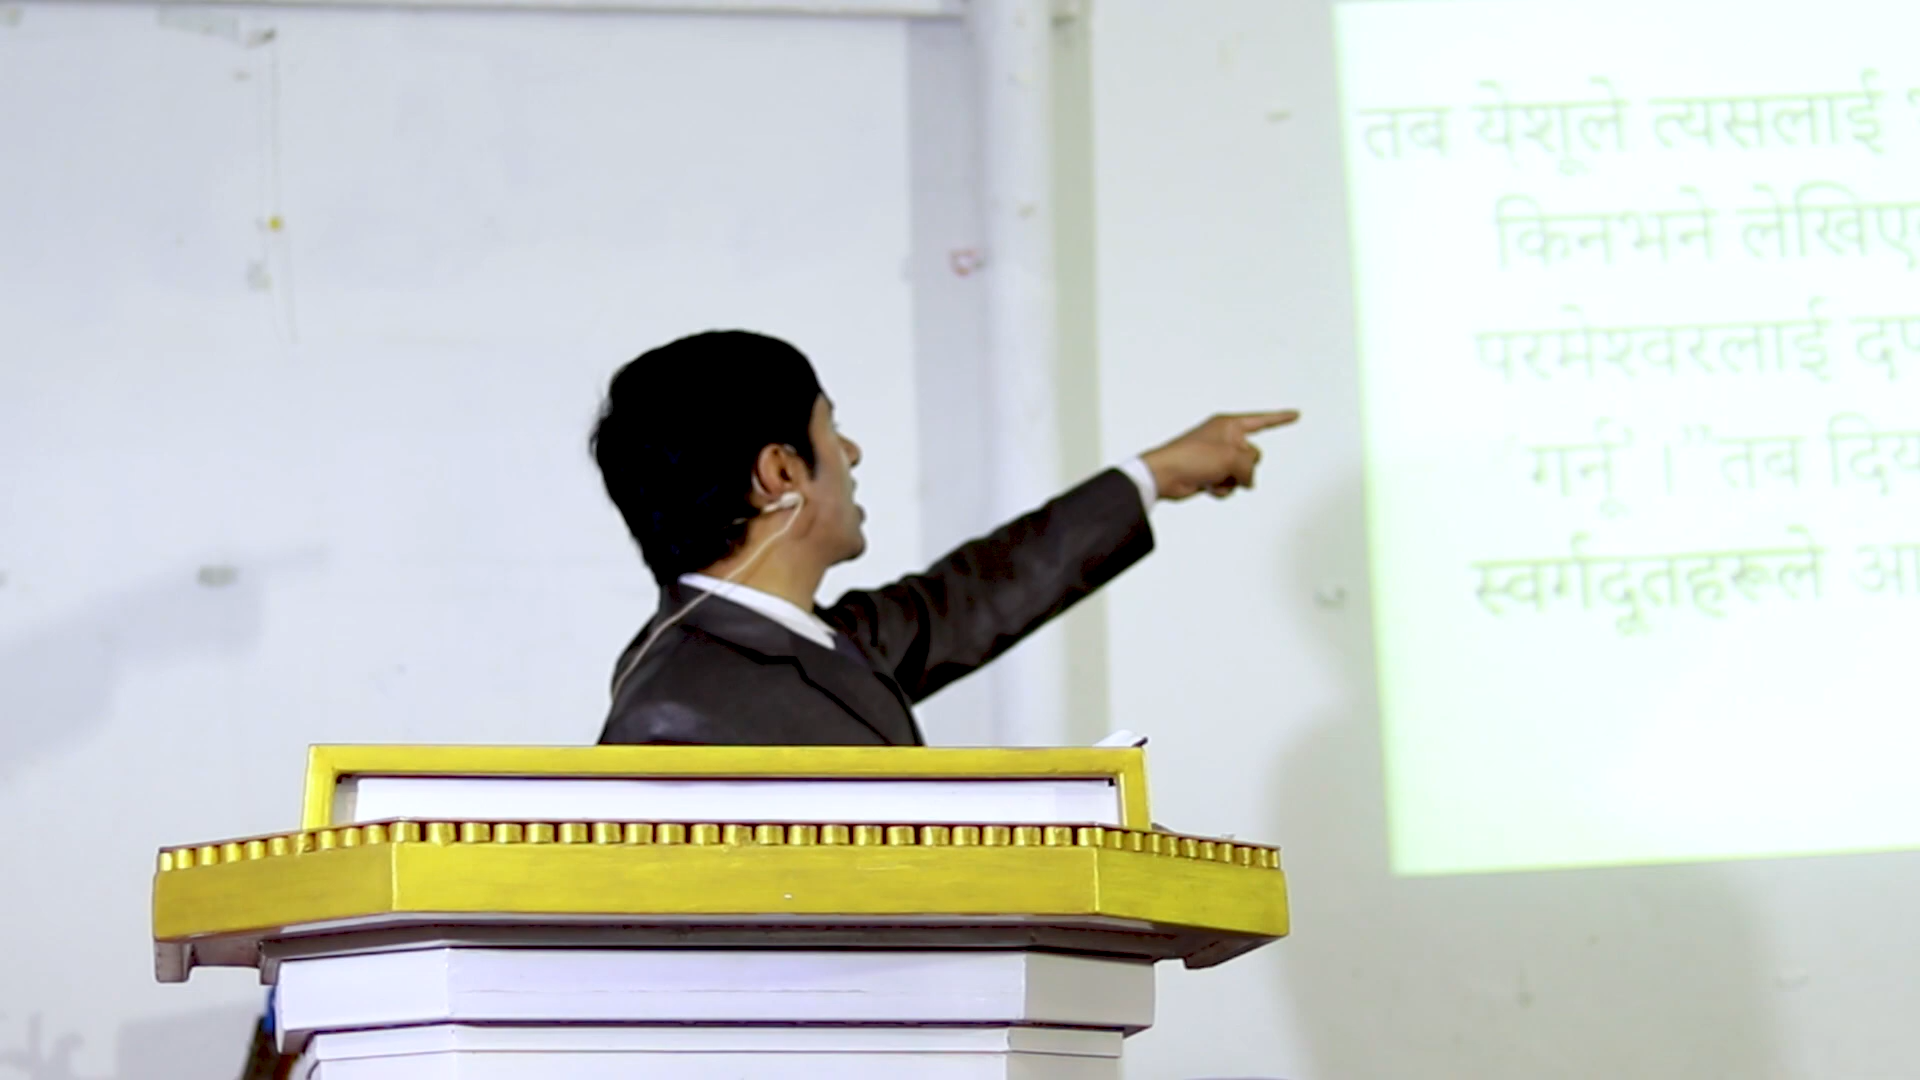 तब येशूले त्यसलाई
किनभने लेखिए
परमेश्वरलाई
गर्नू' ।"तब
स्वर्गदूतहरूले